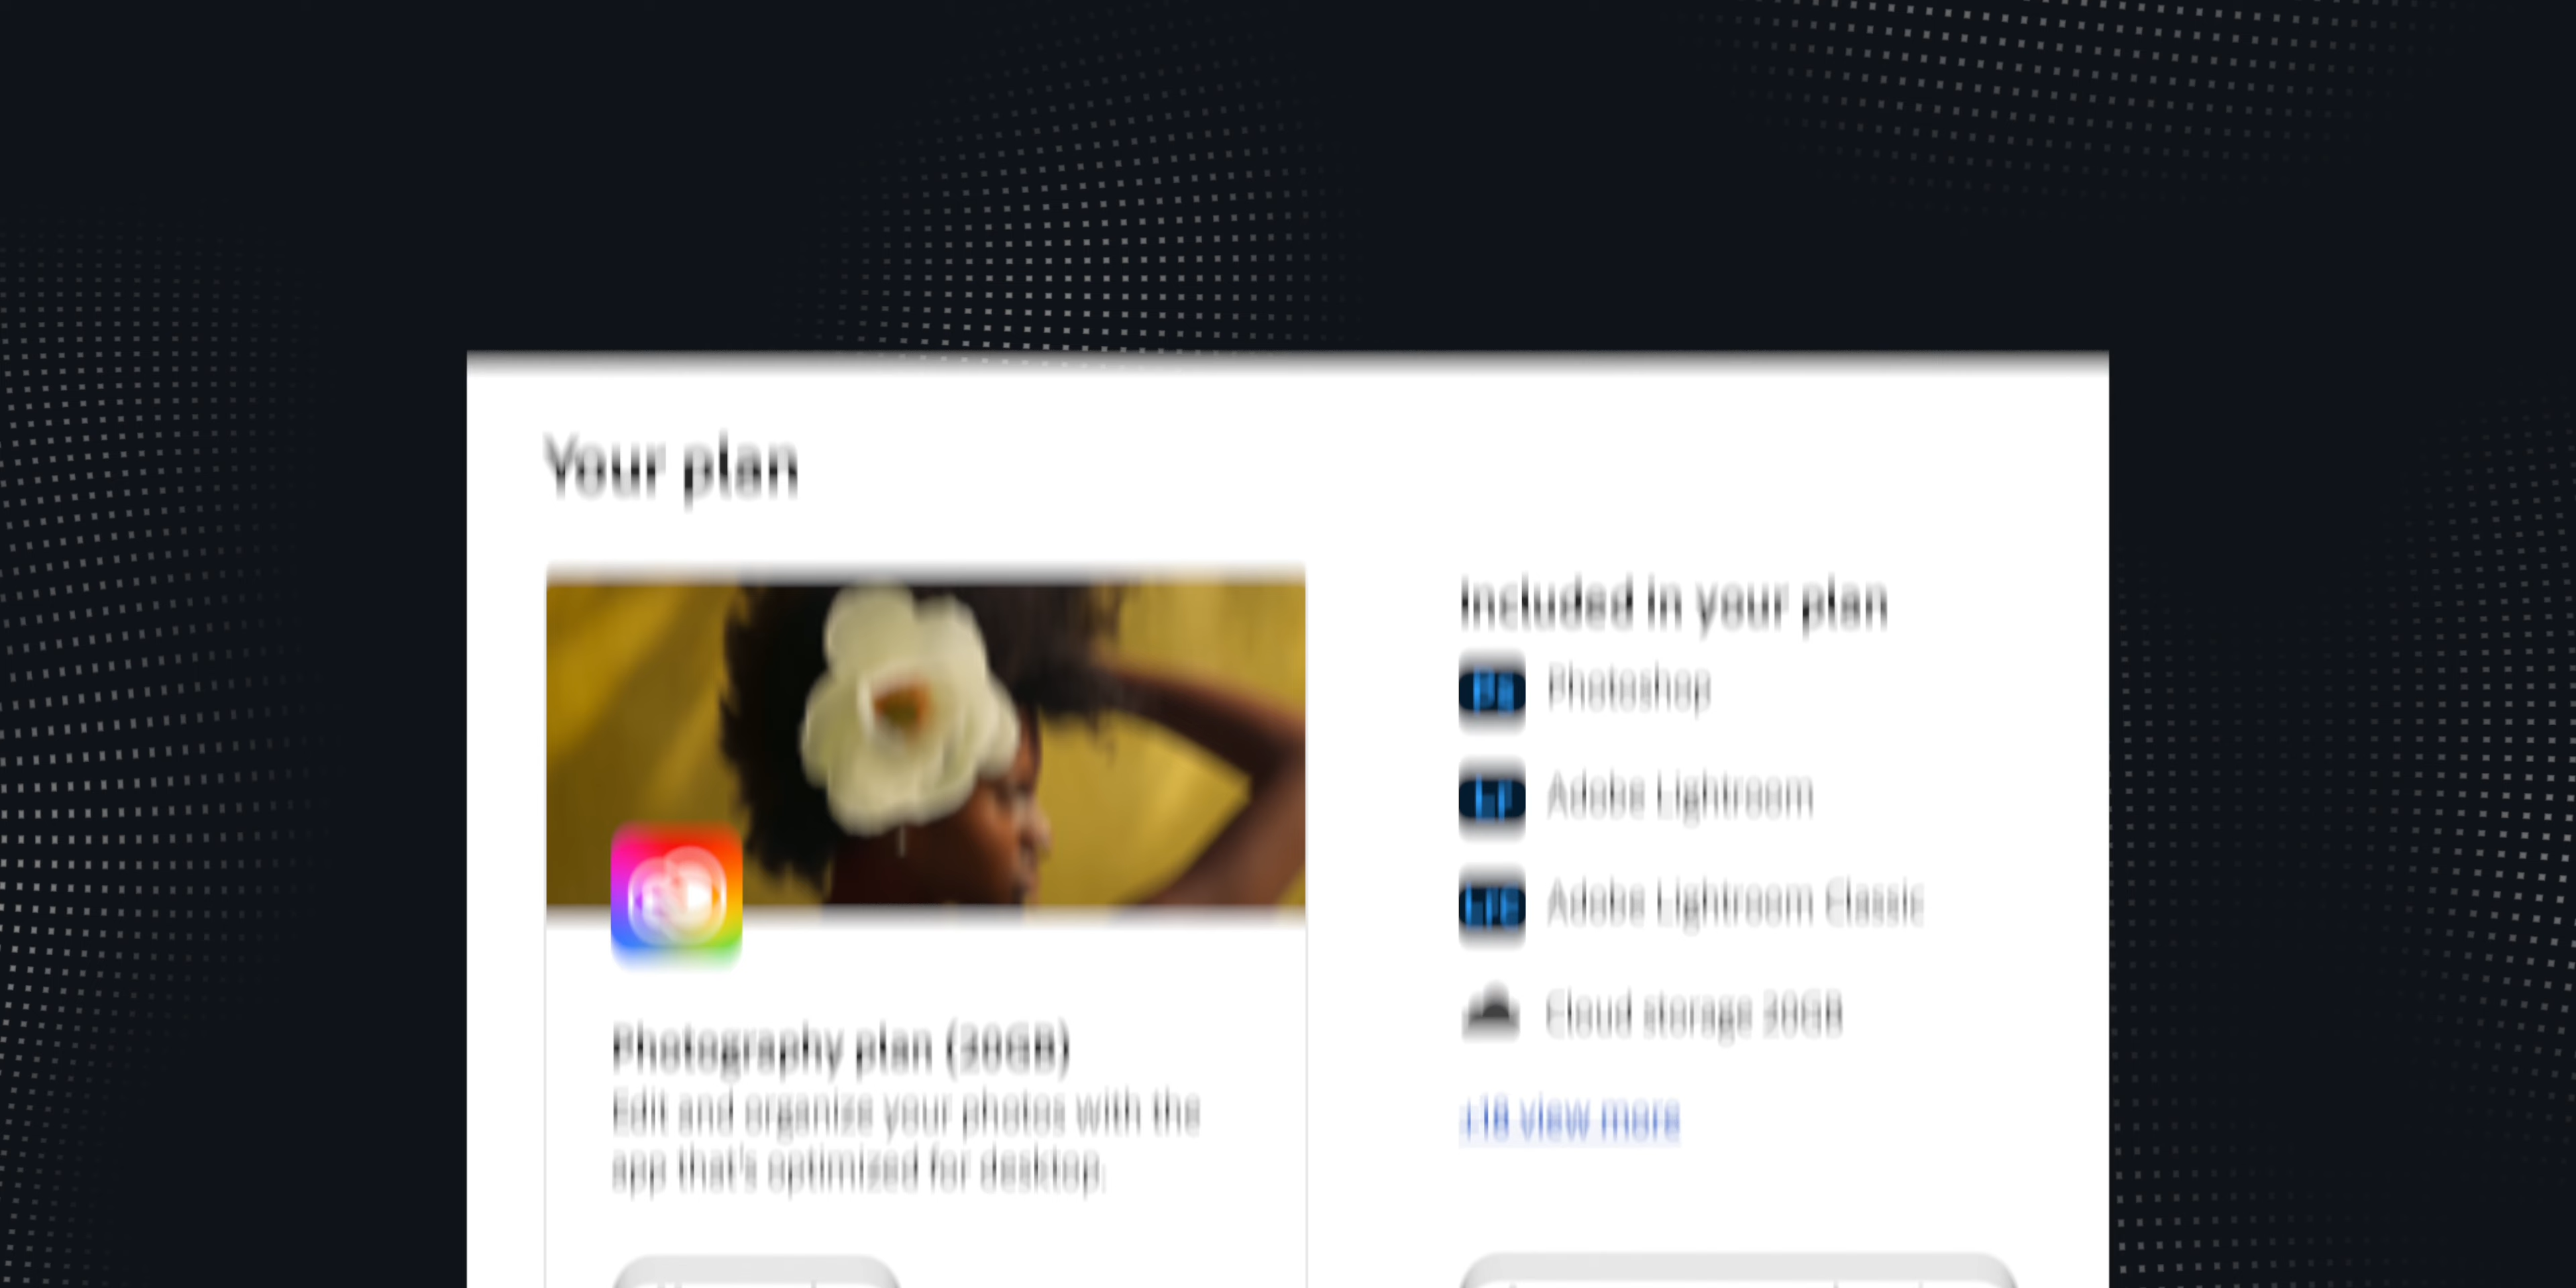 Your plan
Photography plan (20GB)
Edit and organize your photos with the
app that's optimized for desktop.
Included in your plan
Photoshop
Adobe Lightroom
Adobe Lightroom Classic
Cloud storage 20GB
view more